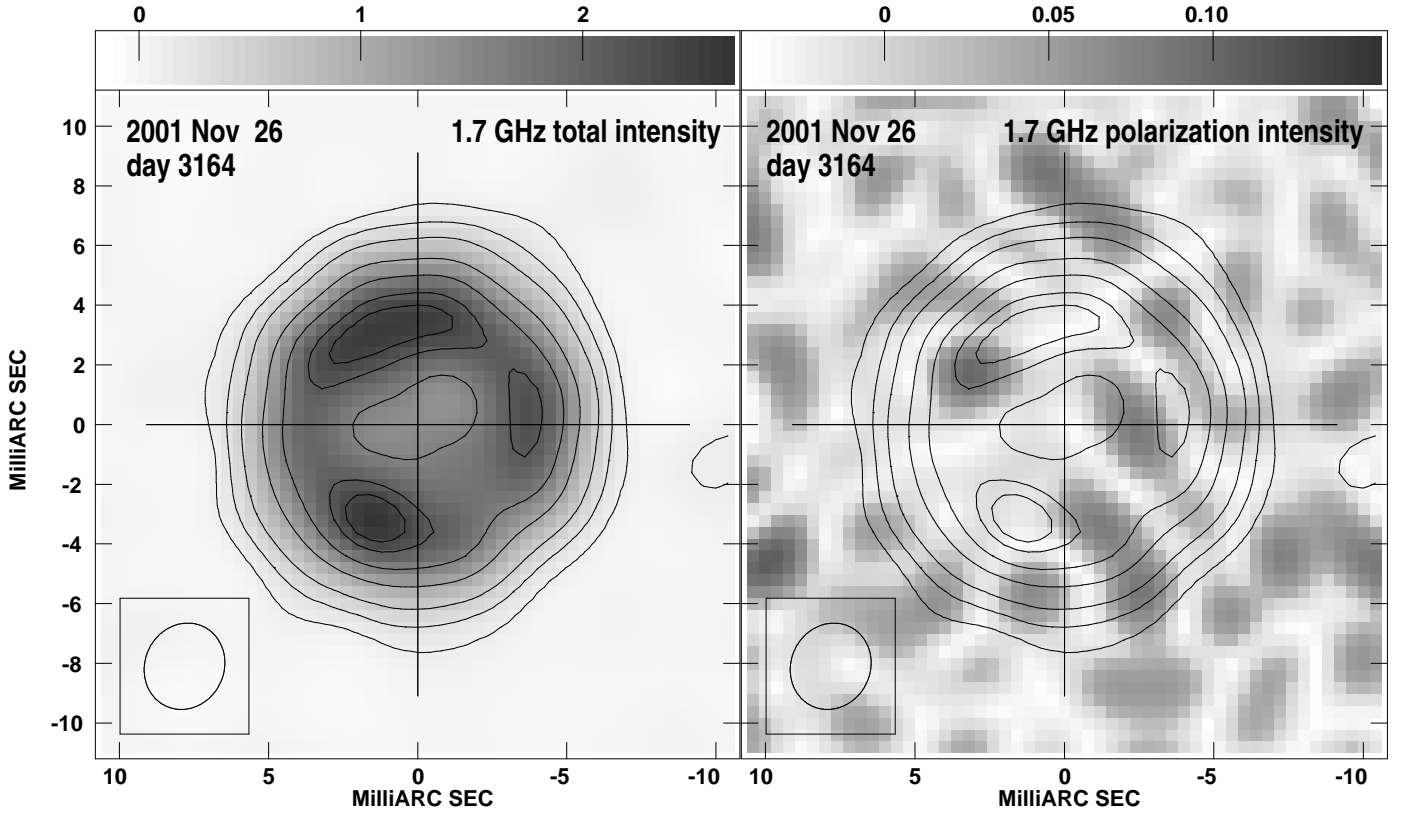 0 1 2
0 0.05 0.10
2001 Nov 26
day 3164
1.7 GHz total intensity
2001 Nov 26
day 3164
1.7 GHz polarization intensity
10
8
6
4
2
0
-2
-4
-6
-8
-10
MilliARC SEC
10 5 0 -5 -10
MilliARC SEC
10 5 0 -5 -10
MilliARC SEC